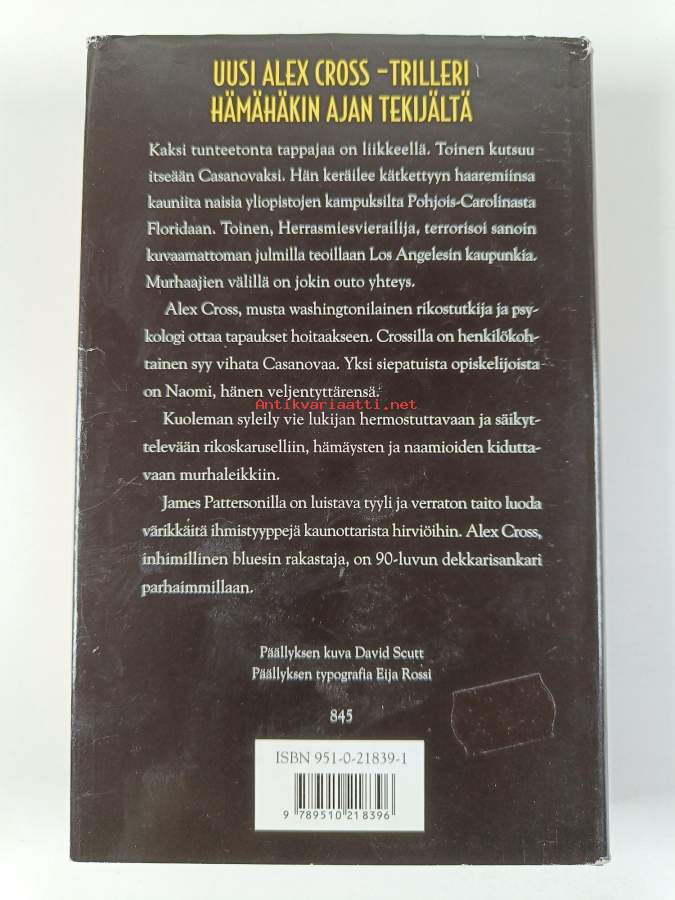 UUSI ALEX CROSS –TRILLERI
HÄMÄHÄKIN AJAN TEKIJÄLTÄ
Kaksi tunteetonta tappajaa on liikkeellä. Toinen kutsuu
itseään Casanovaksi. Hän keräilee kätkettyyn haaremiinsa
kauniita naisia yliopistojen kampuksilta Pohjois-Carolinasta
Floridaan. Toinen, Herrasmiesvierailija, terrorisoi sanoin
kuvaamattoman julmilla teoillaan Los Angelesin kaupunkia.
Murhaajien välillä on jokin outo yhteys.
Alex Cross, musta washingtonilainen rikostutkija ja psy-
kologi ottaa tapaukset hoitaakseen. Crossilla on henkilökoh-
tainen syy vihata Casanovaa. Yksi siepatuista opiskelijoista
on Naomi, hänen veljentyttärensä.
Antikvariaatti.net
Kuoleman syleily vie lukijan hermostuttavaan ja säikyt-
televään rikoskaruselliin, hämäysten ja naamioiden kidutta-
vaan murhaleikkiin.
James Pattersonilla on luistava tyyli ja verraton taito luoda
värikkäitä ihmistyyppejä kaunottarista hirviöihin. Alex Cross,
inhimillinen bluesin rakastaja, on 90-luvun dekkarisankari
parhaimmillaan.
Päällyksen kuva David Scutt
Päällyksen typografia Eija Rossi
845
ISBN 951-0-21839-1
9 789510 218396